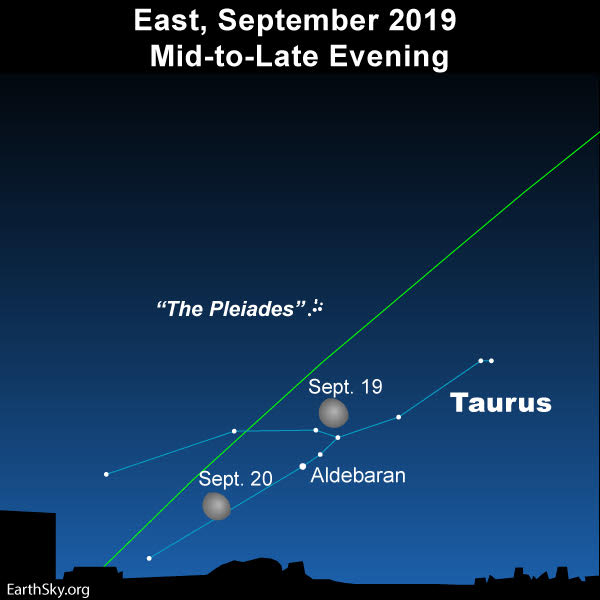 East, September 2019
Mid-to-Late Evening
“The Pleiades”
Sept. 19
Taurus
Sept. 20
Aldebaran
EarthSky.org